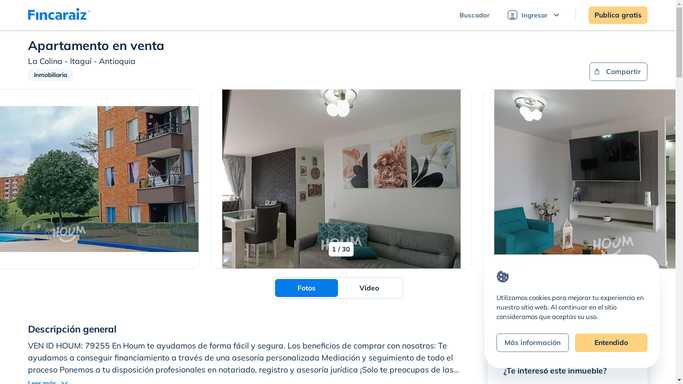 Fincaraiz
Buscador
Ingresar
Publica gratis
Apartamento en venta
La Colina - Itaguí - Antioquia
Inmobiliaria
Compartir
HOUM
HOUM
HOUM
1 / 30
Fotos
Video
Descripción general
VEN ID HOUM: 79255 En Houm te ayudamos de forma fácil y segura. Los beneficios de comprar con nosotros: Te
ayudamos a conseguir financiamiento a través de una asesoría personalizada Mediación y seguimiento de todo el
proceso Ponemos a tu disposición profesionales en notariado, registro y asesoría jurídica ¡Solo te preocupas de las...
Leer más
Utilizamos cookies para mejorar tu experiencia en
nuestro sitio web. Al continuar en el sitio
consideramos que aceptas su uso.
Más información
Entendido
¿Te interesó este inmueble?